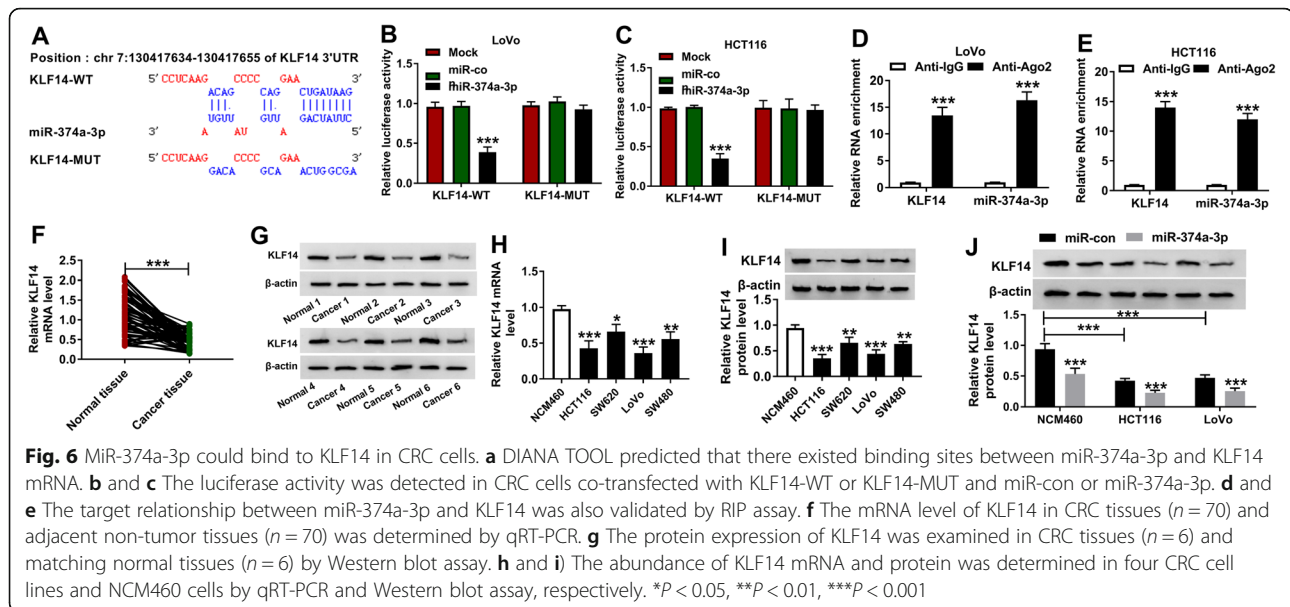 A
Position : chr 7:130417634-130417655 of KLF14 3'UTR
KLF14-WT 5' CCUCAAG CCCC GAA 3'
ACAG CAG CUGAUAAG
UGUU GUU GACUAUUC
miR-374a-3p 3' A AU A 5'
KLF14-MUT 5' CCUCAAG CCCC GAA 3'
GACA GCA ACUGGCGA
B
LoVo
Mock
miR-co
miR-374a-3p
Relative luciferase activity
1.5
1.0
0.5
0.0
***
KLF14-WT KLF14-MUT
C
HCT116
Mock
miR-co
miR-374a-3p
Relative luciferase activity
1.5
1.0
0.5
0.0
***
KLF14-WT KLF14-MUT
D
LoVo
Anti-IgG Anti-Ago2
Relative RNA enrichment
20
15
10
5
0
*** ***
KLF14 miR-374a-3p
E
HCT116
Anti-IgG Anti-Ago2
Relative RNA enrichment
20
15
10
5
0
*** ***
KLF14 miR-374a-3p
F
Relative KLF14
mRNA level
2.5
2.0
1.5
1.0
0.5
0.0
***
Normal tissue
Cancer tissue
G
KLF14
β-actin
Normal 1 Cancer 1 Normal 2 Cancer 2 Normal 3 Cancer 3
KLF14
β-actin
Normal 4 Cancer 4 Normal 5 Cancer 5 Normal 6 Cancer 6
H
Relative KLF14 mRNA
level
1.5
1.0
0.5
0.0
*** * *** **
NCM460 HCT116 SW620 LoVo SW480
I
KLF14
β-actin
Relative KLF14
protein level
1.5
1.0
0.5
0.0
*** ** *** **
NCM460 HCT116 SW620 LoVo SW480
J
miR-con miR-374a-3p
KLF14
β-actin
Relative KLF14
protein level
1.5
1.0
0.5
0.0
***
***
*** *** ***
NCM460 HCT116 LoVo
Fig. 6 MiR-374a-3p could bind to KLF14 in CRC cells. a DIANA TOOL predicted that there existed binding sites between miR-374a-3p and KLF14
mRNA. b and c The luciferase activity was detected in CRC cells co-transfected with KLF14-WT or KLF14-MUT and miR-con or miR-374a-3p. d and
e The target relationship between miR-374a-3p and KLF14 was also validated by RIP assay. f The mRNA level of KLF14 in CRC tissues (n = 70) and
adjacent non-tumor tissues (n = 70) was determined by qRT-PCR. g The protein expression of KLF14 was examined in CRC tissues (n = 6) and
matching normal tissues (n = 6) by Western blot assay. h and i) The abundance of KLF14 mRNA and protein was determined in four CRC cell
lines and NCM460 cells by qRT-PCR and Western blot assay, respectively. *P < 0.05, **P < 0.01, ***P < 0.001